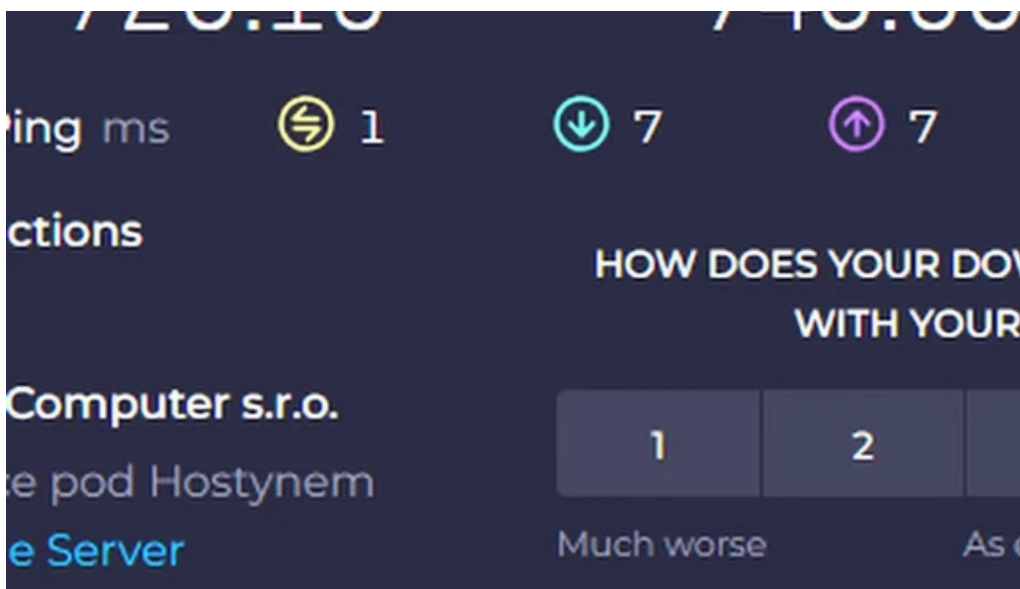 Ping ms 1 7 7
ctions
HOW DOES YOUR
WITH YOUR
Computer s.r.o.
1 2
pod Hostynem
e Server
Much worse As